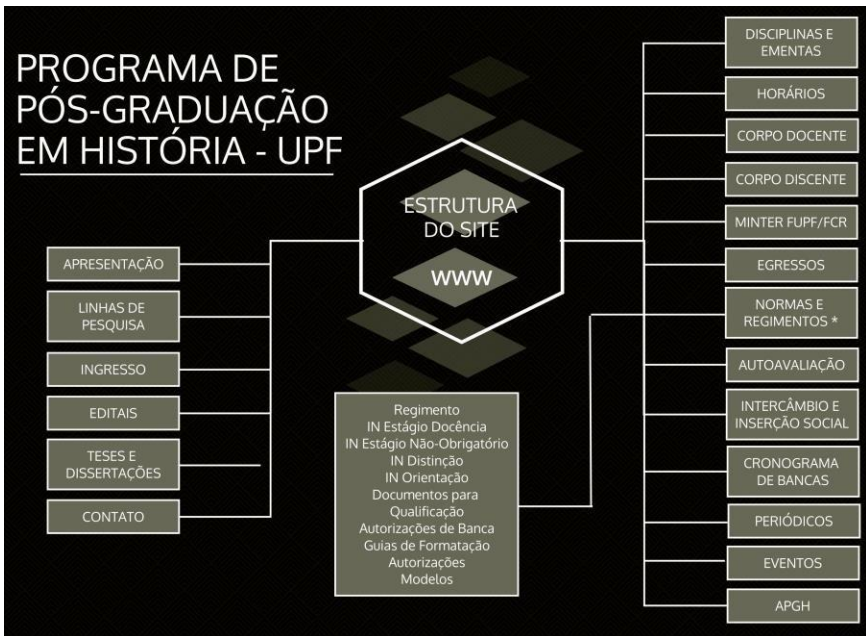 PROGRAMA DE
PÓS-GRADUAÇÃO
EM HISTÓRIA - UPF
ESTRUTURA
DO SITE
WWW
APRESENTAÇÃO
LINHAS DE
PESQUISA
INGRESSO
EDITAIS
TESES E
DISSERTAÇÕES
CONTATO
Regimento
IN Estágio Docência
IN Estágio Não-Obrigatório
IN Distinção
IN Orientação
Documentos para
Qualificação
Autorizações de Banca
Guias de Formatação
Autorizações
Modelos
DISCIPLINAS E
EMENTAS
HORÁRIOS
CORPO DOCENTE
CORPO DISCENTE
MINTER FUPF/FCR
EGRESSOS
NORMAS E
REGIMENTOS *
AUTOAVALIAÇÃO
INTERCÂMBIO E
INSERÇÃO SOCIAL
CRONOGRAMA
DE BANCAS
PERIÓDICOS
EVENTOS
APGH